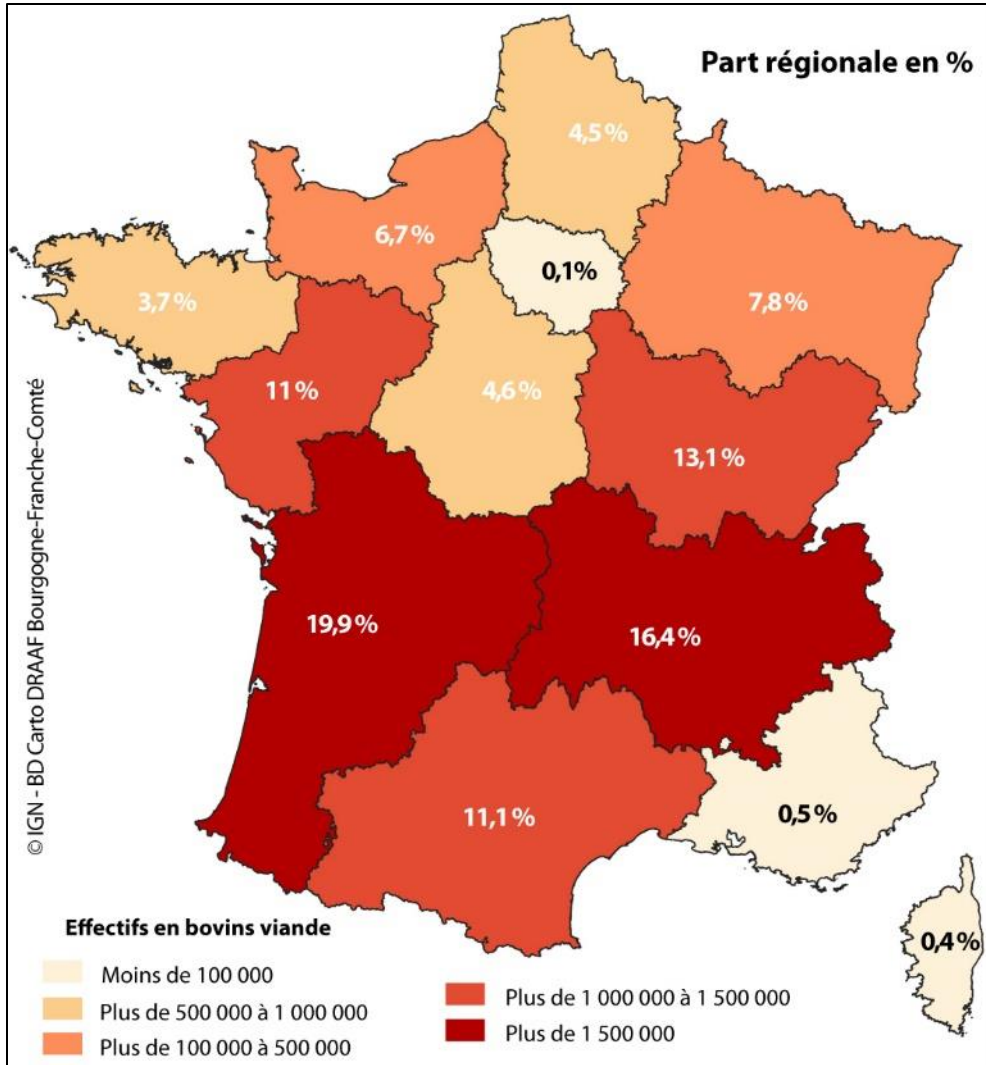 Part régionale en %
4,5 %
6,7 %
0,1%
3,7 %
7,8 %
11 %
4,6 %
13,1 %
19,9 %
16,4 %
11,1 %
0,5 %
0,4 %
© IGN - BD Carto DRAAF Bourgogne-Franche-Comté
Effectifs en bovins viande
Moins de 100 000
Plus de 500 000 à 1 000 000
Plus de 100 000 à 500 000
Plus de 1 000 000 à 1 500 000
Plus de 1 500 000